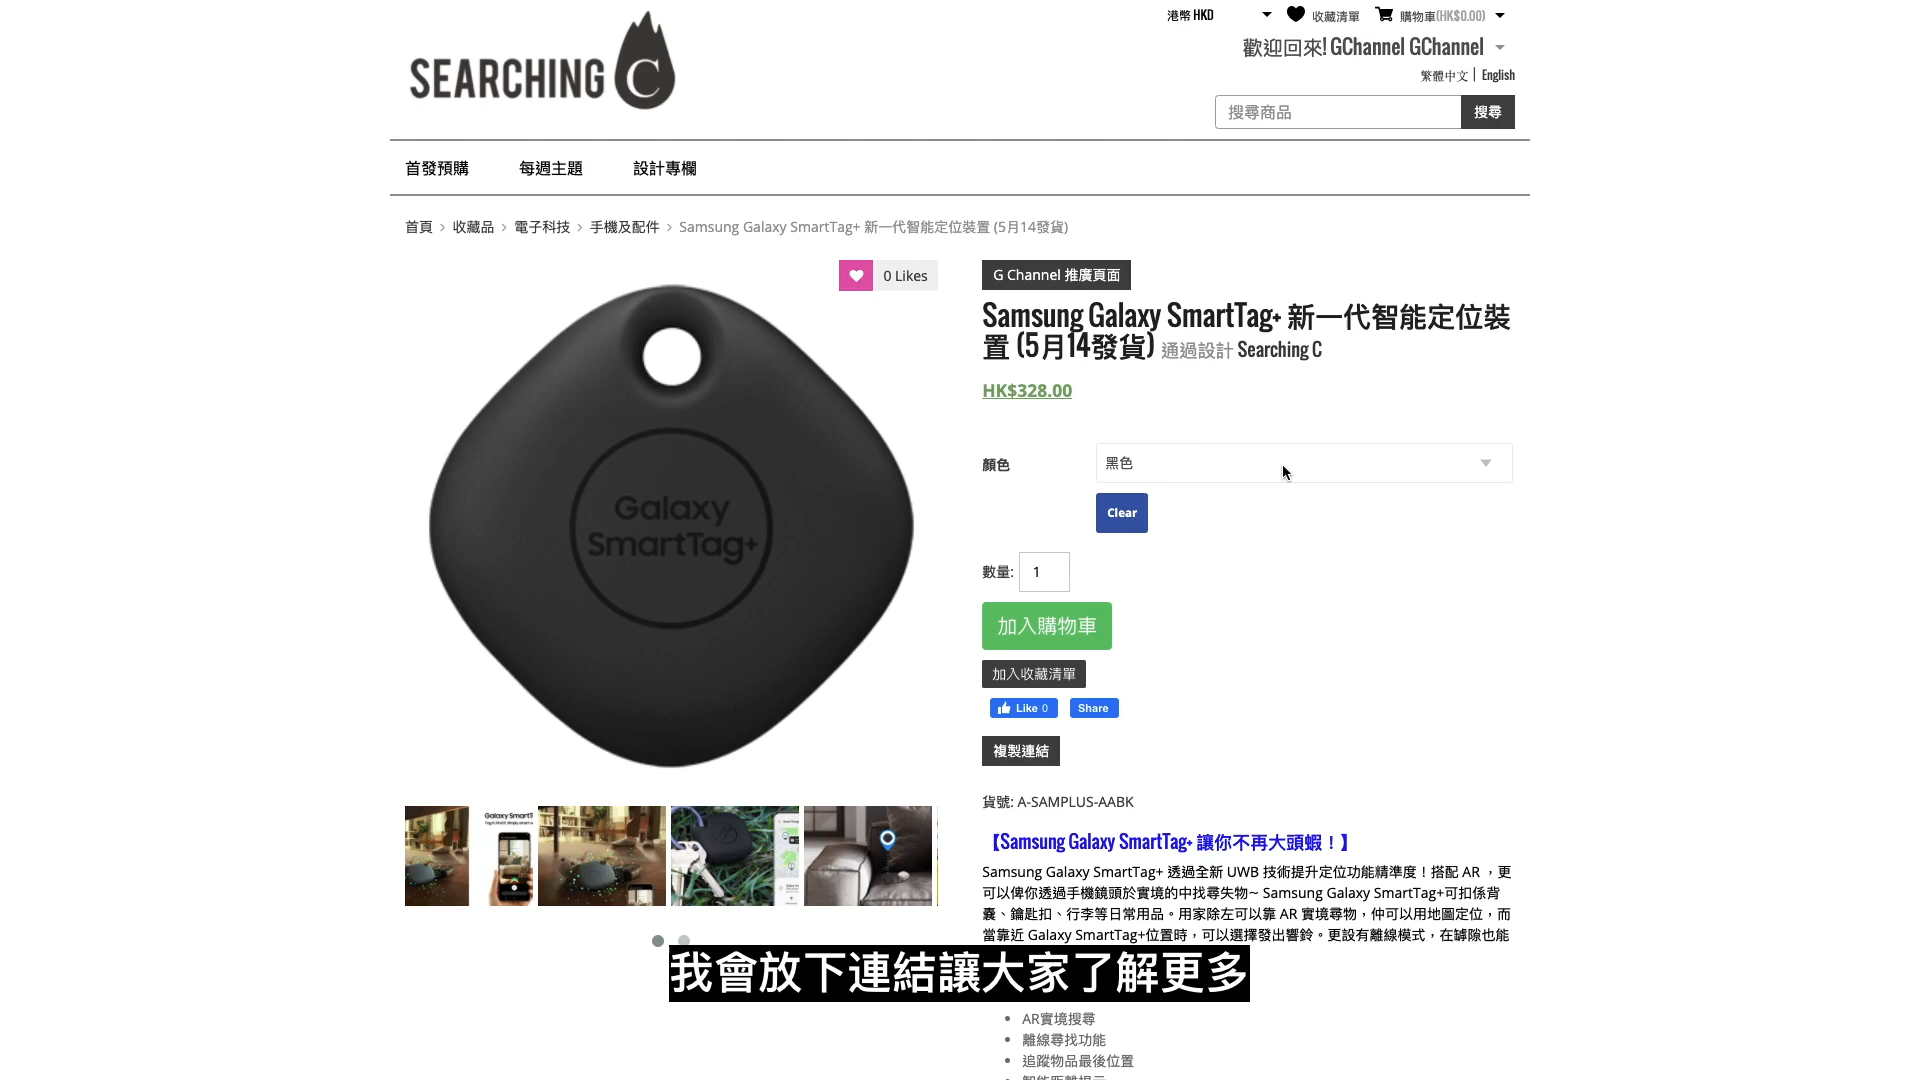 港幣 HKD
收藏清單
購物車(HK$0.00)
歡迎回來! GChannel GChannel
繁體中文 | English
SEARCHING C
搜尋商品
搜尋
首發預購
每週主題
設計專欄
首頁 > 收藏品 > 電子科技 > 手機及配件 > Samsung Galaxy SmartTag+ 新一代智能定位裝置 (5月14發貨)
0 Likes
Galaxy
SmartTag+
G Channel 推廣頁面
Samsung Galaxy SmartTag+ 新一代智能定位裝
置 (5月14發貨) 通過設計 Searching C
HK$328.00
顏色
黑色
Clear
數量: 1
加入購物車
加入收藏清單
Like 0
Share
複製連結
貨號: A-SAMPLUS-AABK
【Samsung Galaxy SmartTag+ 讓你不再大頭蝦！】
Samsung Galaxy SmartTag+ 透過全新 UWB 技術提升定位功能精準度！搭配 AR ，更
可以俾你透過手機鏡頭於實境的中找尋失物~ Samsung Galaxy SmartTag+可扣係背
囊、鑰匙扣、行李等日常用品。用家除左可以靠 AR 實境尋物，仲可以用地圖定位，而
當靠近 Galaxy SmartTag+位置時，可以選擇發出響鈴。更設有離線模式，在罅隙也能
我會放下連結讓大家了解更多
• AR實境搜尋
• 離線尋找功能
• 追蹤物品最後位置